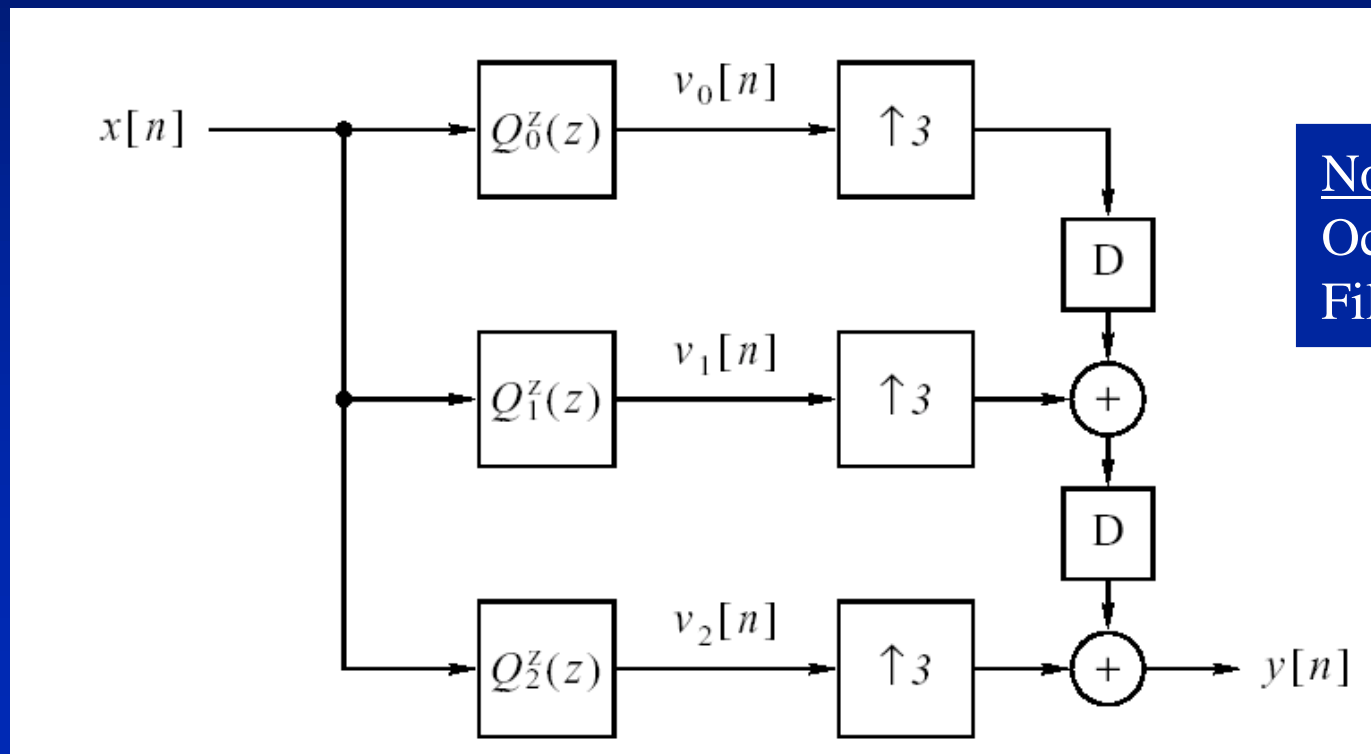 x[n] Q₀ᶻ(z) v₀[n] ↑3
D
Q₁ᶻ(z) v₁[n] ↑3 +
D
Q₂ᶻ(z) v₂[n] ↑3 + y[n]